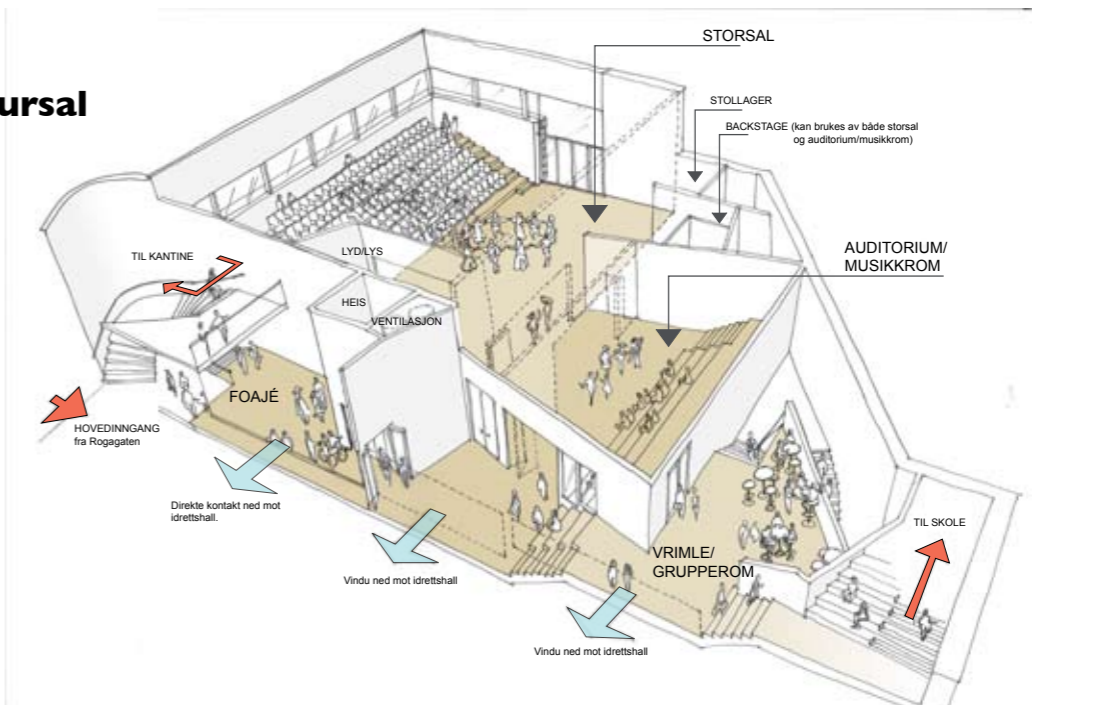 ursal
STORSAL
STOLLAGER
BACKSTAGE (kan brukes av både storsal
og auditorium/musikkrom)
AUDITORIUM/
MUSIKKROM
LYD/LYS
TIL KANTINE
HEIS
VENTILASJON
FOAJÉ
HOVEDINNGANG
fra Rogagaten
Direkte kontakt ned mot
idrettshall.
Vindu ned mot idrettshall
VRIMLE/
GRUPPEROM
TIL SKOLE
Vindu ned mot idrettshall